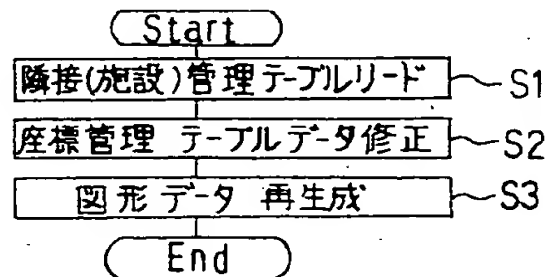 Start
隣接(施設)管理テーブルリード S1
座標管理 テーブルデータ修正 S2
図形データ 再生成 S3
End